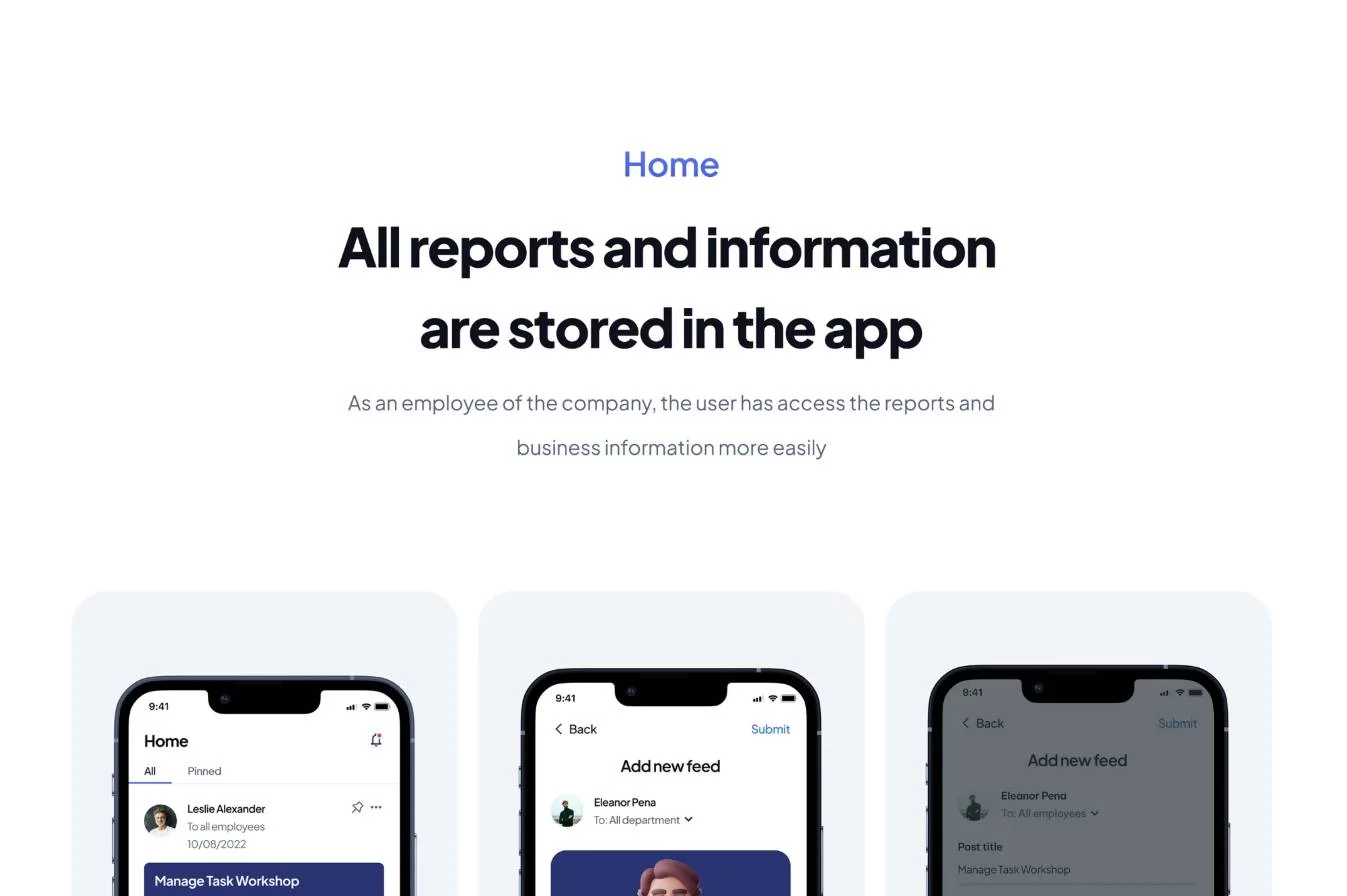 Home
All reports and information
are stored in the app
As an employee of the company, the user has access the reports and
business information more easily
9:41
Home
All
Pinned
Leslie Alexander
To all employees
10/08/2022
Manage Task Workshop
9:41
Back
Submit
Add new feed
Eleanor Pena
To: All department
9:41
Back
Submit
Add new feed
Eleanor Pena
To: All employees
Post title
Manage Task Workshop